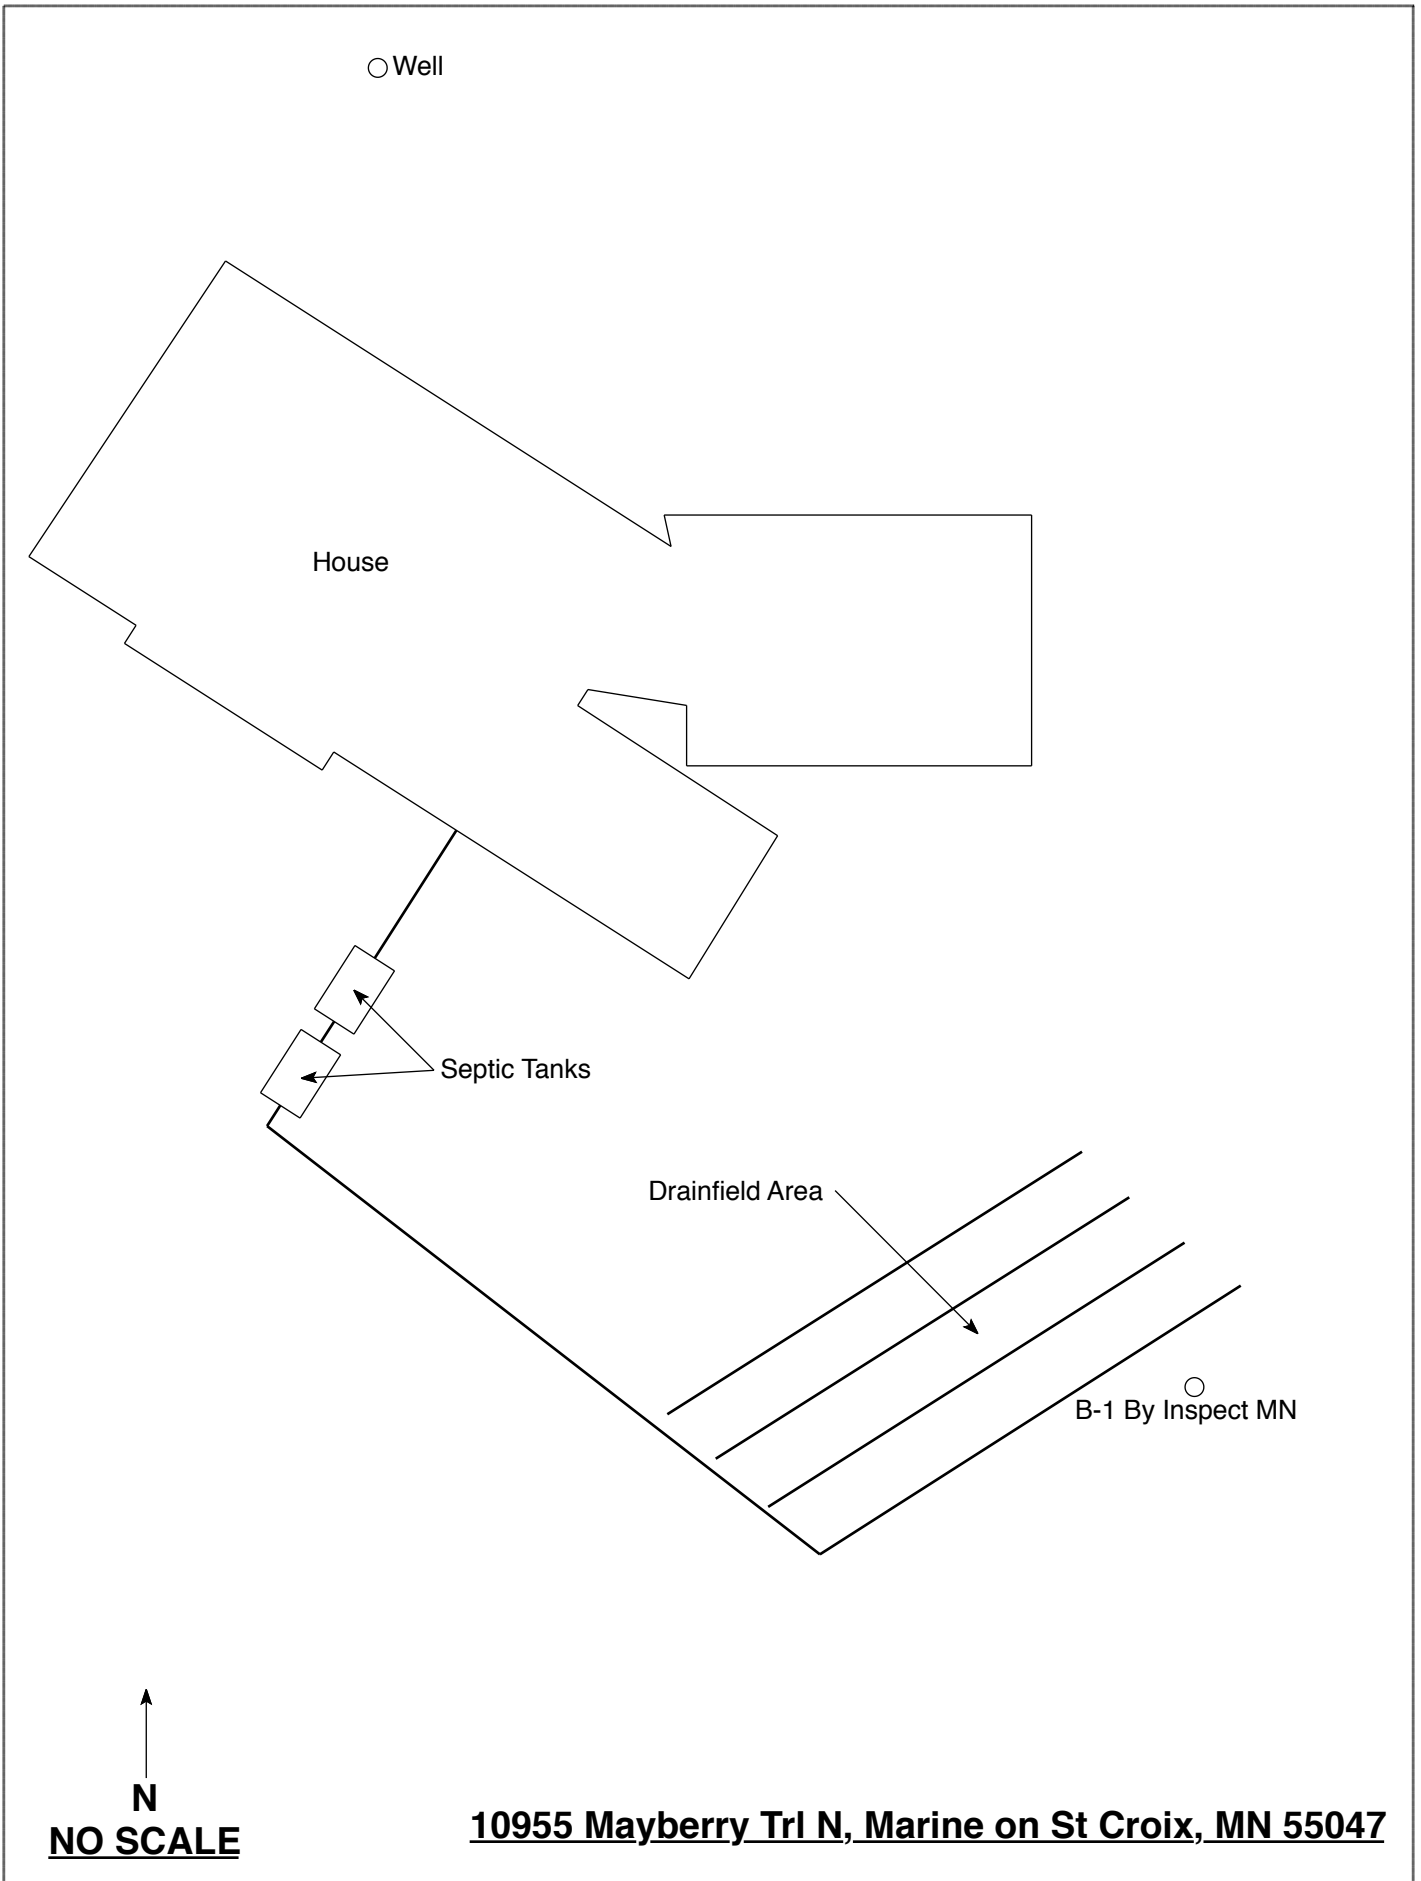 Well
House
Septic Tanks
Drainfield Area
B-1 By Inspect MN
N
NO SCALE
10955 Mayberry Trl N, Marine on St Croix, MN 55047